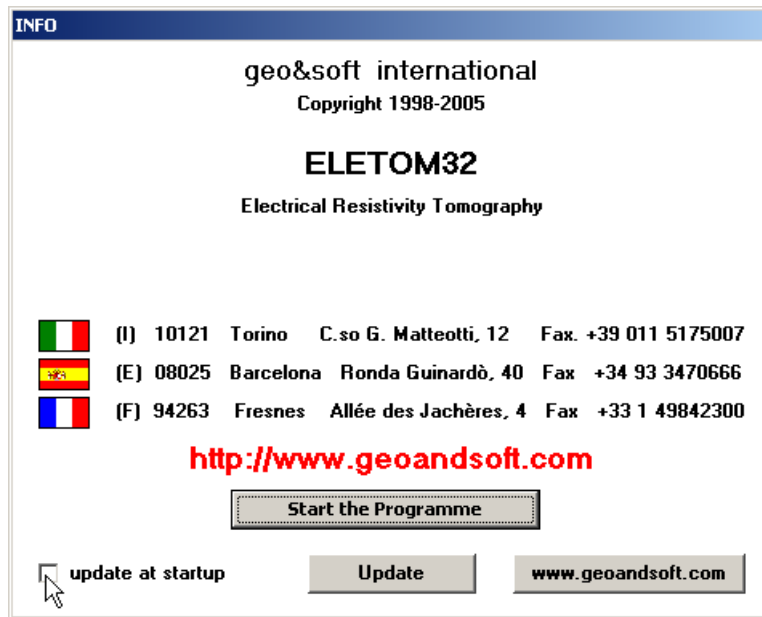 INFO
geo&soft international
Copyright 1998-2005
ELETOM32
Electrical Resistivity Tomography
(I) 10121 Torino C.so G. Matteotti, 12 Fax. +39 011 5175007
(E) 08025 Barcelona Ronda Guinardò, 40 Fax +34 93 3470666
(F) 94263 Fresnes Allée des Jachères, 4 Fax +33 1 49842300
http://www.geoandsoft.com
Start the Programme
update at startup Update www.geoandsoft.com